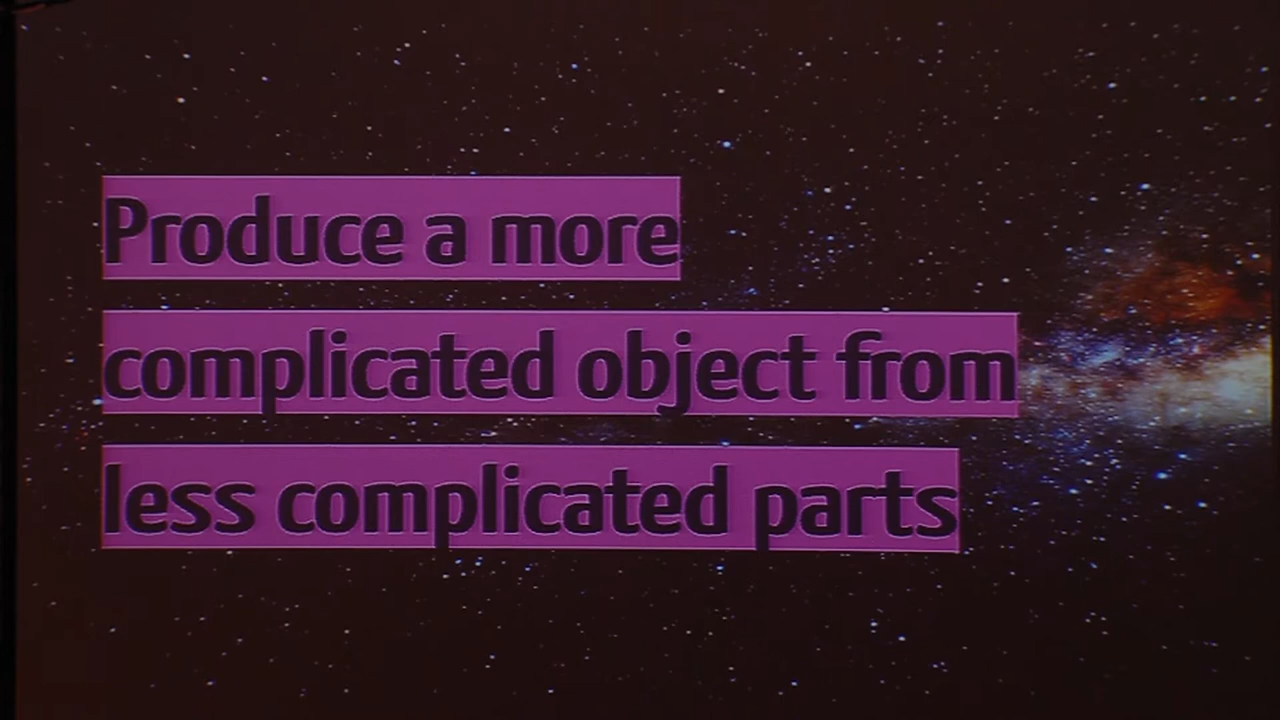 Produce a more
complicated object from
less complicated parts